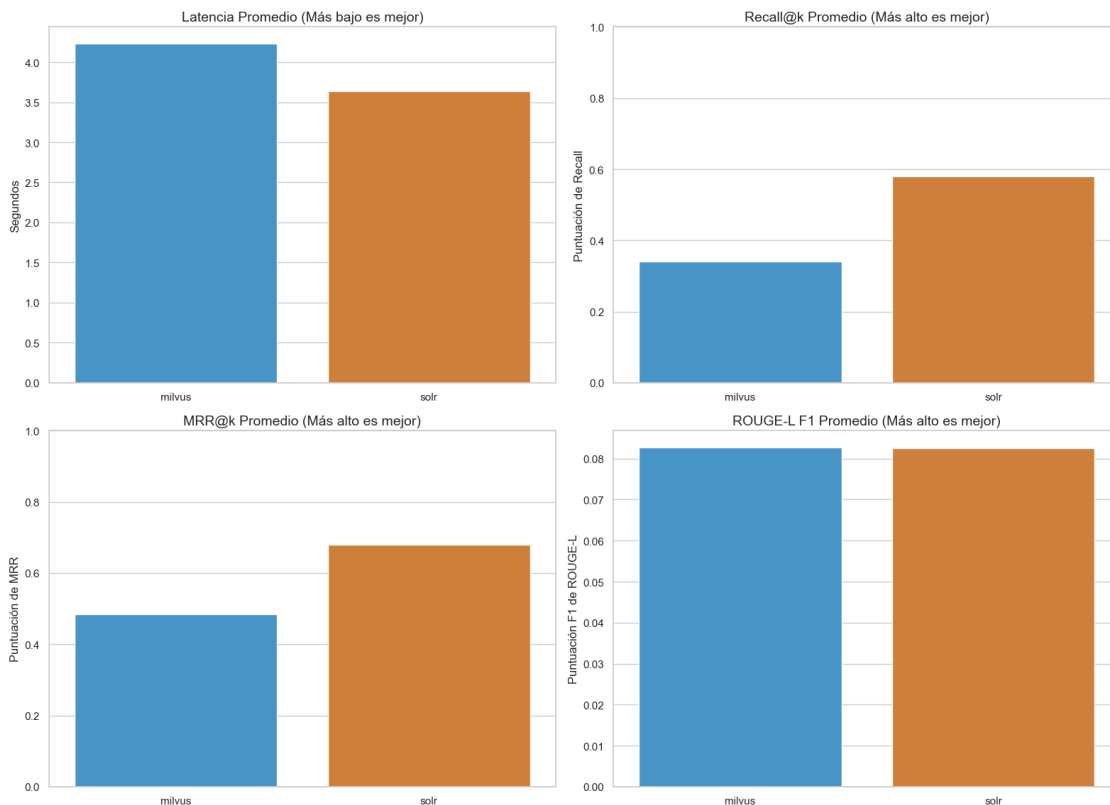 Latencia Promedio (Más bajo es mejor)
Segundos
4.0
3.5
3.0
2.5
2.0
1.5
1.0
0.5
0.0
milvus
solr
Recall@k Promedio (Más alto es mejor)
Puntuación de Recall
1.0
0.8
0.6
0.4
0.2
0.0
milvus
solr
MRR@k Promedio (Más alto es mejor)
Puntuación de MRR
1.0
0.8
0.6
0.4
0.2
0.0
milvus
solr
ROUGE-L F1 Promedio (Más alto es mejor)
Puntuación F1 de ROUGE-L
0.08
0.07
0.06
0.05
0.04
0.03
0.02
0.01
0.00
milvus
solr